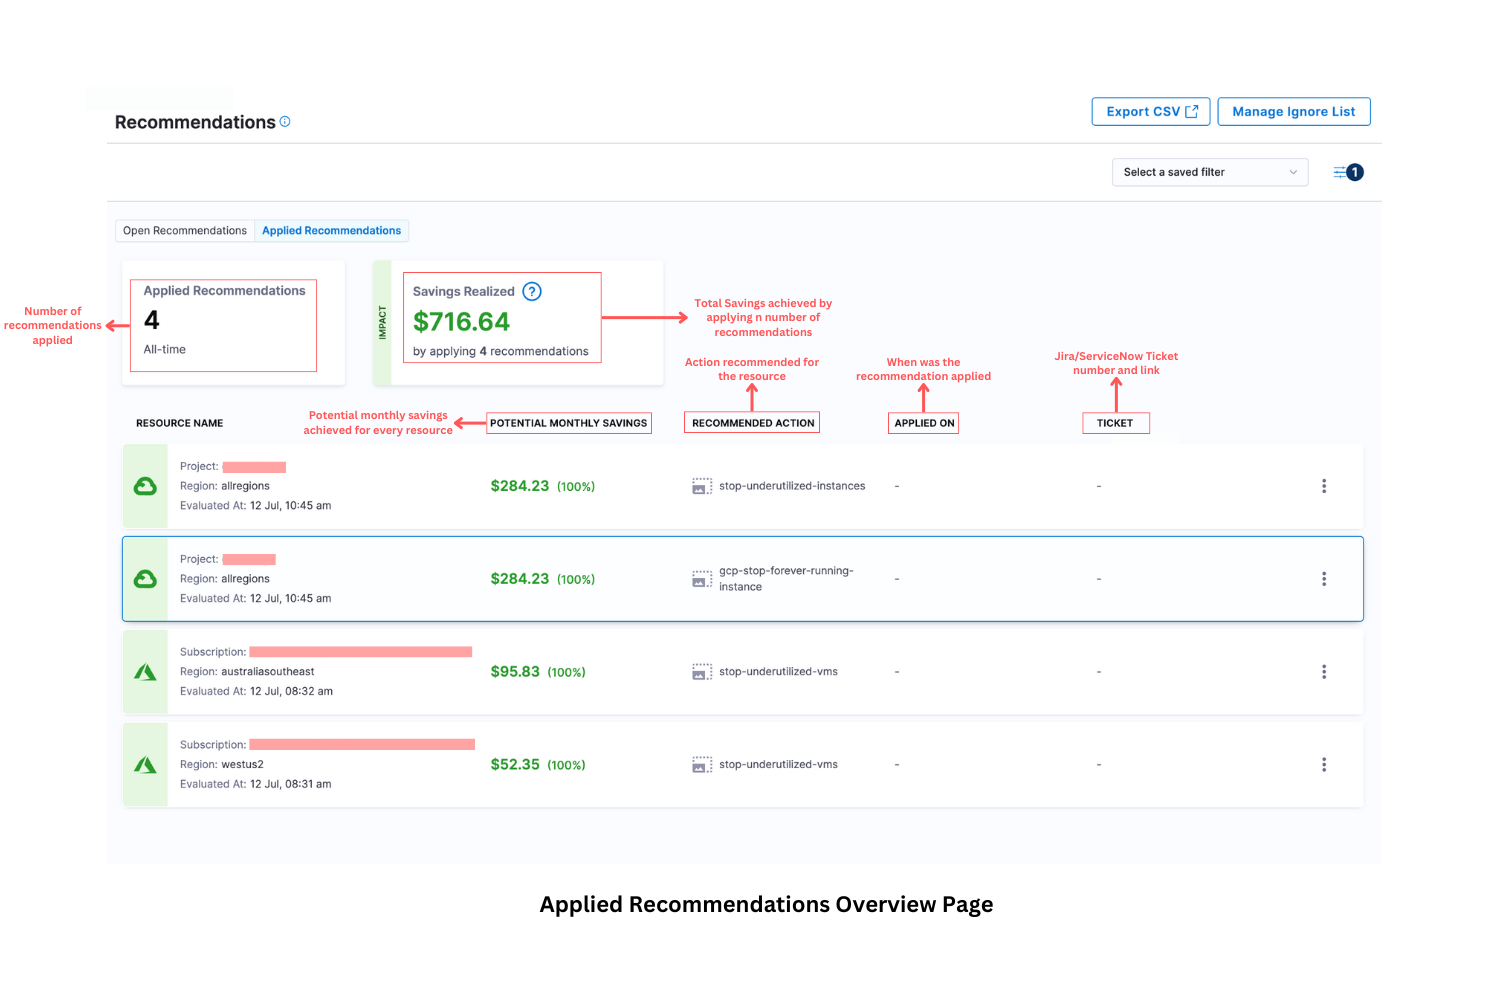 Recommendations
Export CSV
Manage Ignore List
Select a saved filter
1
Open Recommendations
Applied Recommendations
Number of
recommendations
applied
Applied Recommendations
4
All-time
IMPACT
Savings Realized ?
$716.64
by applying 4 recommendations
Total Savings achieved by
applying n number of
recommendations
Action recommended for
the resource
When was the
recommendation applied
Jira/ServiceNow Ticket
number and link
Potential monthly savings
achieved for every resource
RESOURCE NAME
POTENTIAL MONTHLY SAVINGS
RECOMMENDED ACTION
APPLIED ON
TICKET
Project:
Region: allregions
Evaluated At: 12 Jul, 10:45 am
$284.23 (100%)
stop-underutilized-instances
-
-
Project:
Region: allregions
Evaluated At: 12 Jul, 10:45 am
$284.23 (100%)
gcp-stop-forever-running-
instance
-
-
Subscription:
Region: australiasoutheast
Evaluated At: 12 Jul, 08:32 am
$95.83 (100%)
stop-underutilized-vms
-
-
Subscription:
Region: westus2
Evaluated At: 12 Jul, 08:31 am
$52.35 (100%)
stop-underutilized-vms
-
-
Applied Recommendations Overview Page